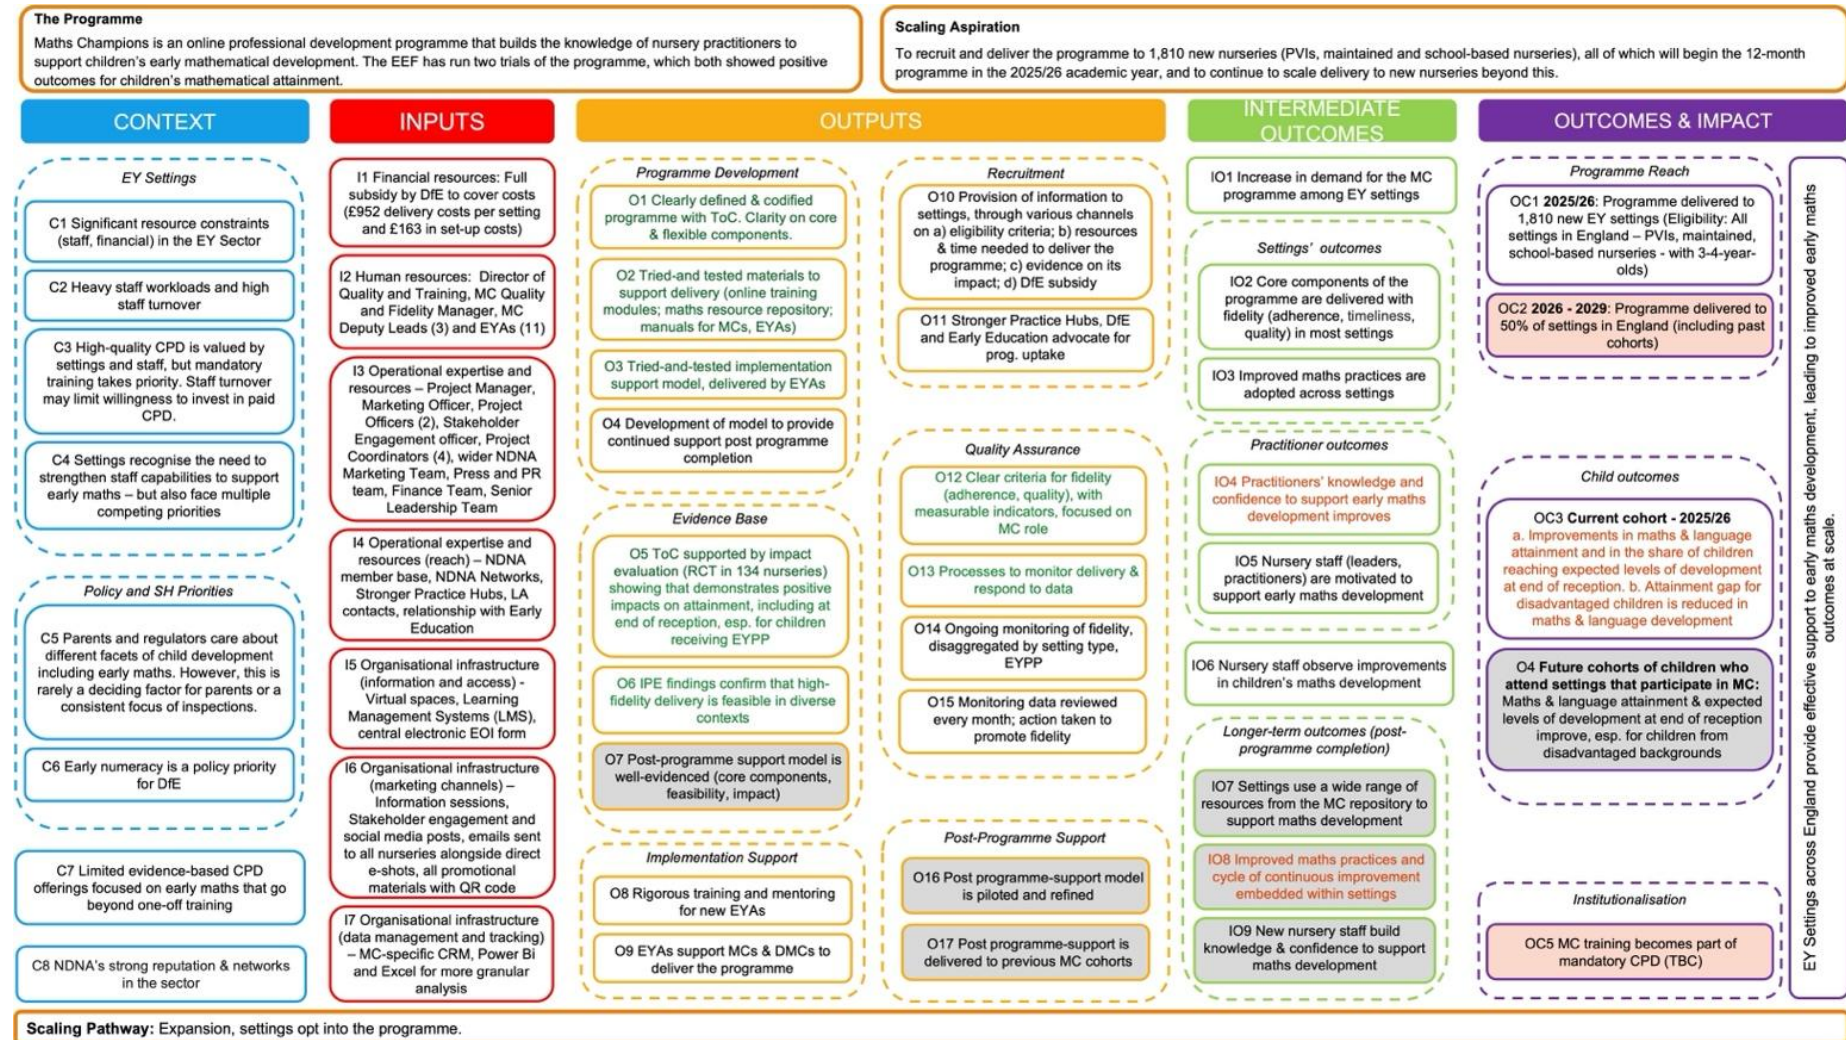 The Programme
Maths Champions is an online professional development programme that builds the knowledge of nursery practitioners to
support children's early mathematical development. The EEF has run two trials of the programme, which both showed positive
outcomes for children's mathematical attainment.
Scaling Aspiration
To recruit and deliver the programme to 1,810 new nurseries (PVIs, maintained and school-based nurseries), all of which will begin the 12-month
programme in the 2025/26 academic year, and to continue to scale delivery to new nurseries beyond this.
CONTEXT
EY Settings
C1 Significant resource constraints
(staff, financial) in the EY Sector
C2 Heavy staff workloads and high
staff turnover
C3 High-quality CPD is valued by
settings and staff, but mandatory
training takes priority. Staff turnover
may limit willingness to invest in paid
CPD.
C4 Settings recognise the need to
strengthen staff capabilities to support
early maths – but also face multiple
competing priorities
Policy and SH Priorities
C5 Parents and regulators care about
different facets of child development
including early maths. However, this is
rarely a deciding factor for parents or a
consistent focus of inspections.
C6 Early numeracy is a policy priority
for DfE
C7 Limited evidence-based CPD
offerings focused on early maths that go
beyond one-off training
C8 NDNA's strong reputation & networks
in the sector
INPUTS
I1 Financial resources: Full
subsidy by DfE to cover costs
(£952 delivery costs per setting
and £163 in set-up costs)
I2 Human resources: Director of
Quality and Training, MC Quality
and Fidelity Manager, MC
Deputy Leads (3) and EYAs (11)
I3 Operational expertise and
resources – Project Manager,
Marketing Officer, Project
Officers (2), Stakeholder
Engagement officer, Project
Coordinators (4), wider NDNA
Marketing Team, Press and PR
team, Finance Team, Senior
Leadership Team
I4 Operational expertise and
resources (reach) – NDNA
member base, NDNA Networks,
Stronger Practice Hubs, LA
contacts, relationship with Early
Education
I5 Organisational infrastructure
(information and access) -
Virtual spaces, Learning
Management Systems (LMS),
central electronic EOI form
I6 Organisational infrastructure
(marketing channels) –
Information sessions,
Stakeholder engagement and
social media posts, emails sent
to all nurseries alongside direct
e-shots, all promotional
materials with QR code
I7 Organisational infrastructure
(data management and tracking)
– MC-specific CRM, Power Bi
and Excel for more granular
analysis
OUTPUTS
Programme Development
O1 Clearly defined & codified
programme with ToC. Clarity on core
& flexible components.
O2 Tried-and tested materials to
support delivery (online training
modules; maths resource repository;
manuals for MCs, EYAs)
O3 Tried-and-tested implementation
support model, delivered by EYAs
O4 Development of model to provide
continued support post programme
completion
Evidence Base
O5 ToC supported by impact
evaluation (RCT in 134 nurseries)
showing that demonstrates positive
impacts on attainment, including at
end of reception, esp. for children
receiving EYPP
O6 IPE findings confirm that high-
fidelity delivery is feasible in diverse
contexts
O7 Post-programme support model is
well-evidenced (core components,
feasibility, impact)
Implementation Support
O8 Rigorous training and mentoring
for new EYAs
O9 EYAs support MCs & DMCs to
deliver the programme
Recruitment
O10 Provision of information to
settings, through various channels
on a) eligibility criteria; b) resources
& time needed to deliver the
programme; c) evidence on its
impact; d) DfE subsidy
O11 Stronger Practice Hubs, DfE
and Early Education advocate for
prog. uptake
Quality Assurance
O12 Clear criteria for fidelity
(adherence, quality), with
measurable indicators, focused on
MC role
O13 Processes to monitor delivery &
respond to data
O14 Ongoing monitoring of fidelity,
disaggregated by setting type,
EYPP
O15 Monitoring data reviewed
every month; action taken to
promote fidelity
Post-Programme Support
O16 Post programme-support model
is piloted and refined
O17 Post programme-support is
delivered to previous MC cohorts
INTERMEDIATE
OUTCOMES
IO1 Increase in demand for the MC
programme among EY settings
Settings' outcomes
IO2 Core components of the
programme are delivered with
fidelity (adherence, timeliness,
quality) in most settings
IO3 Improved maths practices are
adopted across settings
Practitioner outcomes
IO4 Practitioners' knowledge and
confidence to support early maths
development improves
IO5 Nursery staff (leaders,
practitioners) are motivated to
support early maths development
IO6 Nursery staff observe improvements
in children's maths development
Longer-term outcomes (post-
programme completion)
IO7 Settings use a wide range of
resources from the MC repository to
support maths development
IO8 Improved maths practices and
cycle of continuous improvement
embedded within settings
IO9 New nursery staff build
knowledge & confidence to support
maths development
OUTCOMES & IMPACT
Programme Reach
OC1 2025/26: Programme delivered to
1,810 new EY settings (Eligibility: All
settings in England – PVIs, maintained,
school-based nurseries - with 3-4-year-
olds)
OC2 2026 - 2029: Programme delivered to
50% of settings in England (including past
cohorts)
Child outcomes
OC3 Current cohort - 2025/26
a. Improvements in maths & language
attainment and in the share of children
reaching expected levels of development
at end of reception. b. Attainment gap for
disadvantaged children is reduced in
maths & language development
O4 Future cohorts of children who
attend settings that participate in MC:
Maths & language attainment & expected
levels of development at end of reception
improve, esp. for children from
disadvantaged backgrounds
Institutionalisation
OC5 MC training becomes part of
mandatory CPD (TBC)
EY Settings across England provide effective support to early maths development, leading to improved early maths
outcomes at scale.
Scaling Pathway: Expansion, settings opt into the programme.